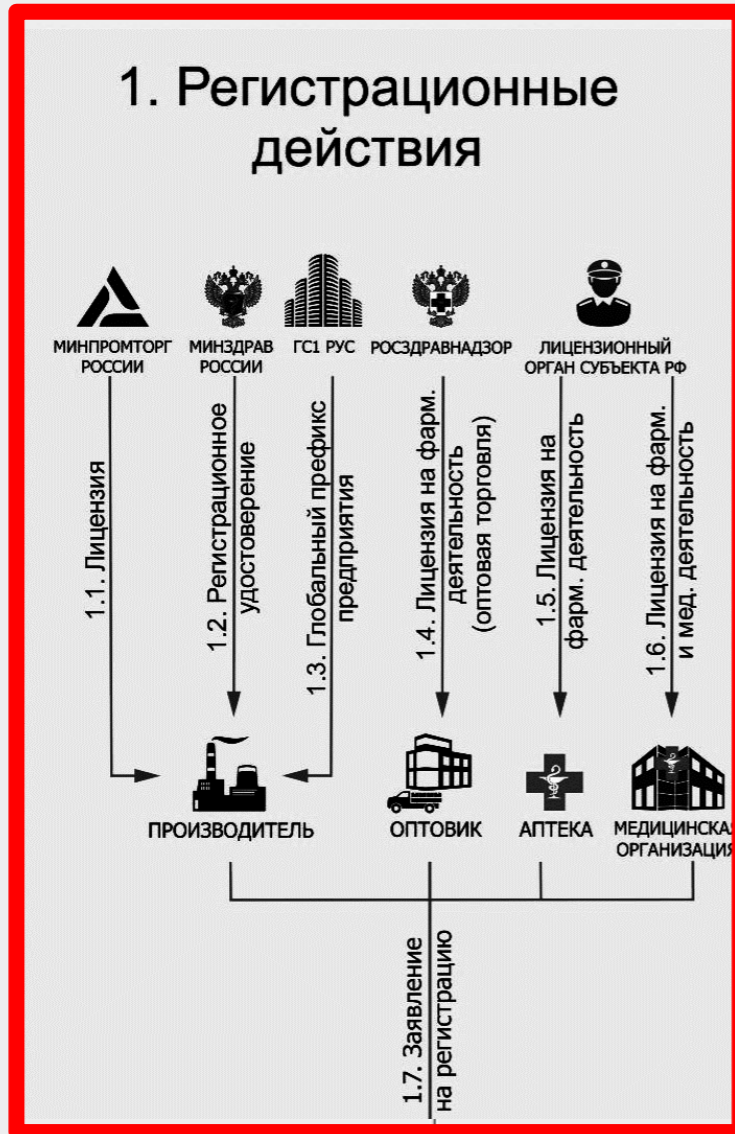 1. Регистрационные
действия
МИНПРОМТОРГ
РОССИИ
МИНЗДРАВ
РОССИИ
ГС1 РУС
РОСЗДРАВНАДЗОР
ЛИЦЕНЗИОННЫЙ
ОРГАН СУБЪЕКТА РФ
1.1. Лицензия
1.2. Регистрационное
удостоверение
1.3. Глобальный префикс
предприятия
1.4. Лицензия на фарм.
деятельность
(оптовая торговля)
1.5. Лицензия на
фарм. деятельность
1.6. Лицензия на фарм.
и мед. деятельность
ПРОИЗВОДИТЕЛЬ
ОПТОВИК
АПТЕКА
МЕДИЦИНСКАЯ
ОРГАНИЗАЦИЯ
1.7. Заявление
на регистрацию